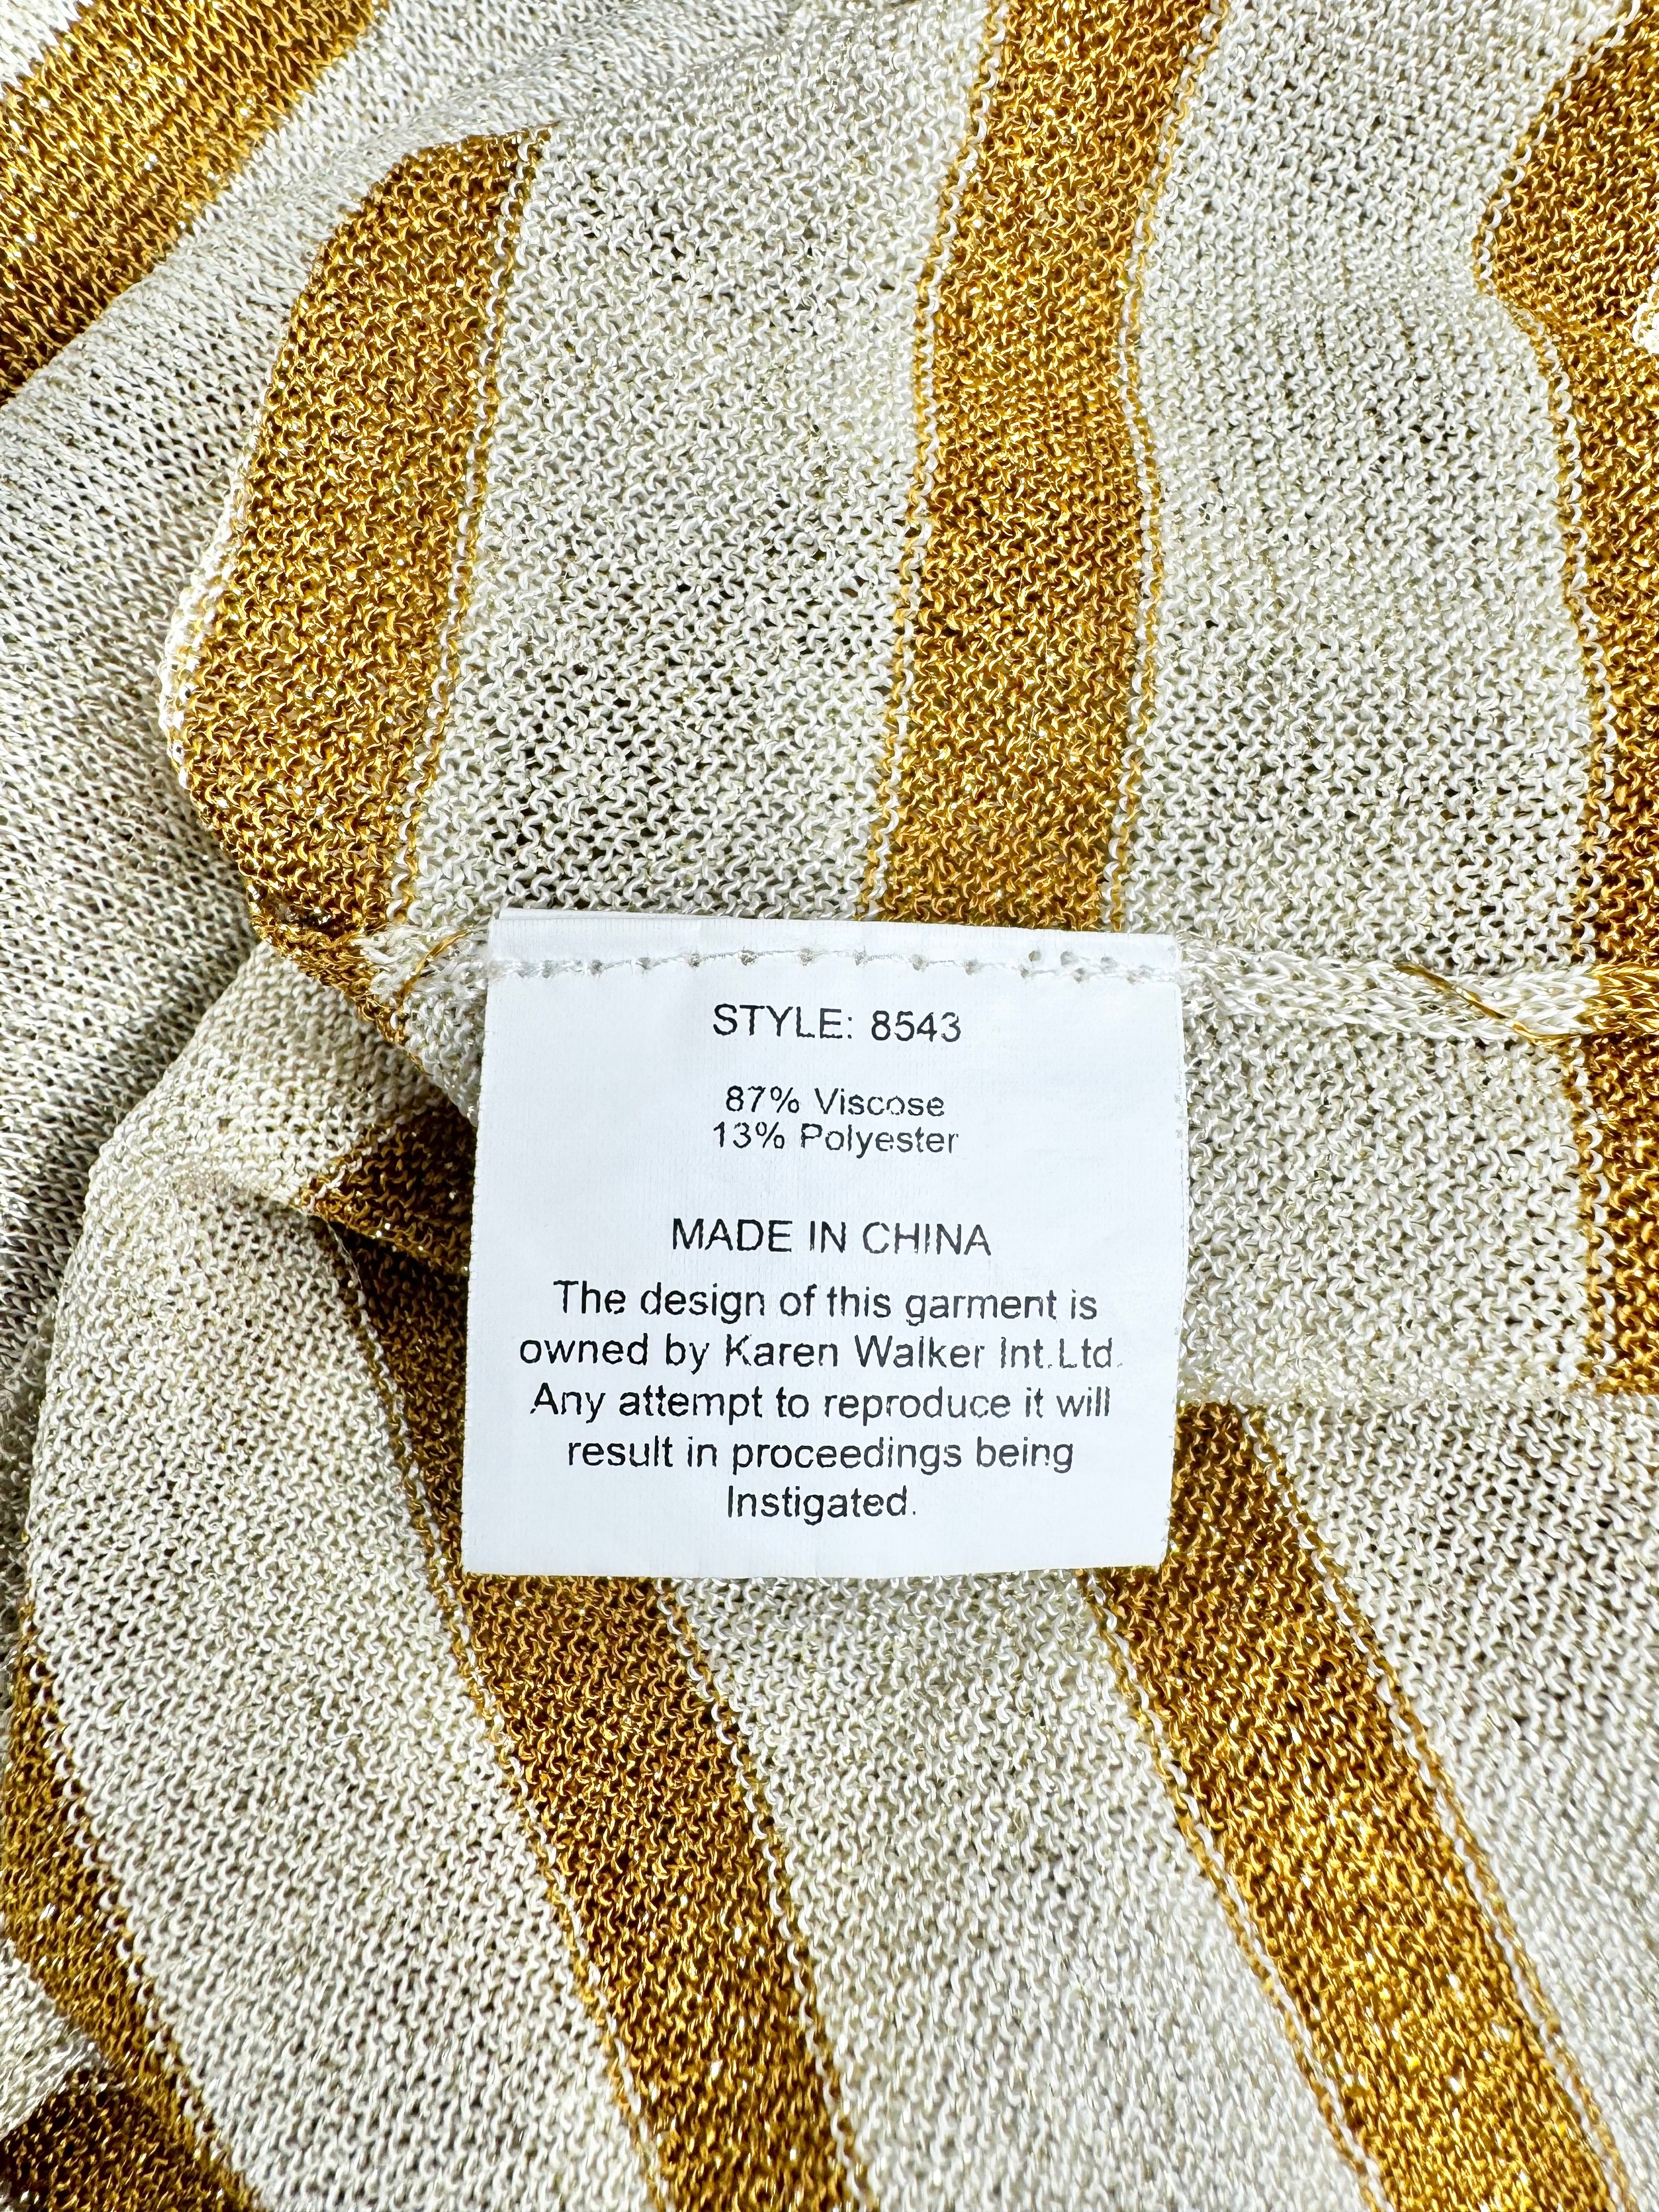 STYLE: 8543
87% Viscose
13% Polyester
MADE IN CHINA
The design of this garment is
owned by Karen Walker Int.Ltd.
Any attempt to reproduce it will
result in proceedings being
Instigated.